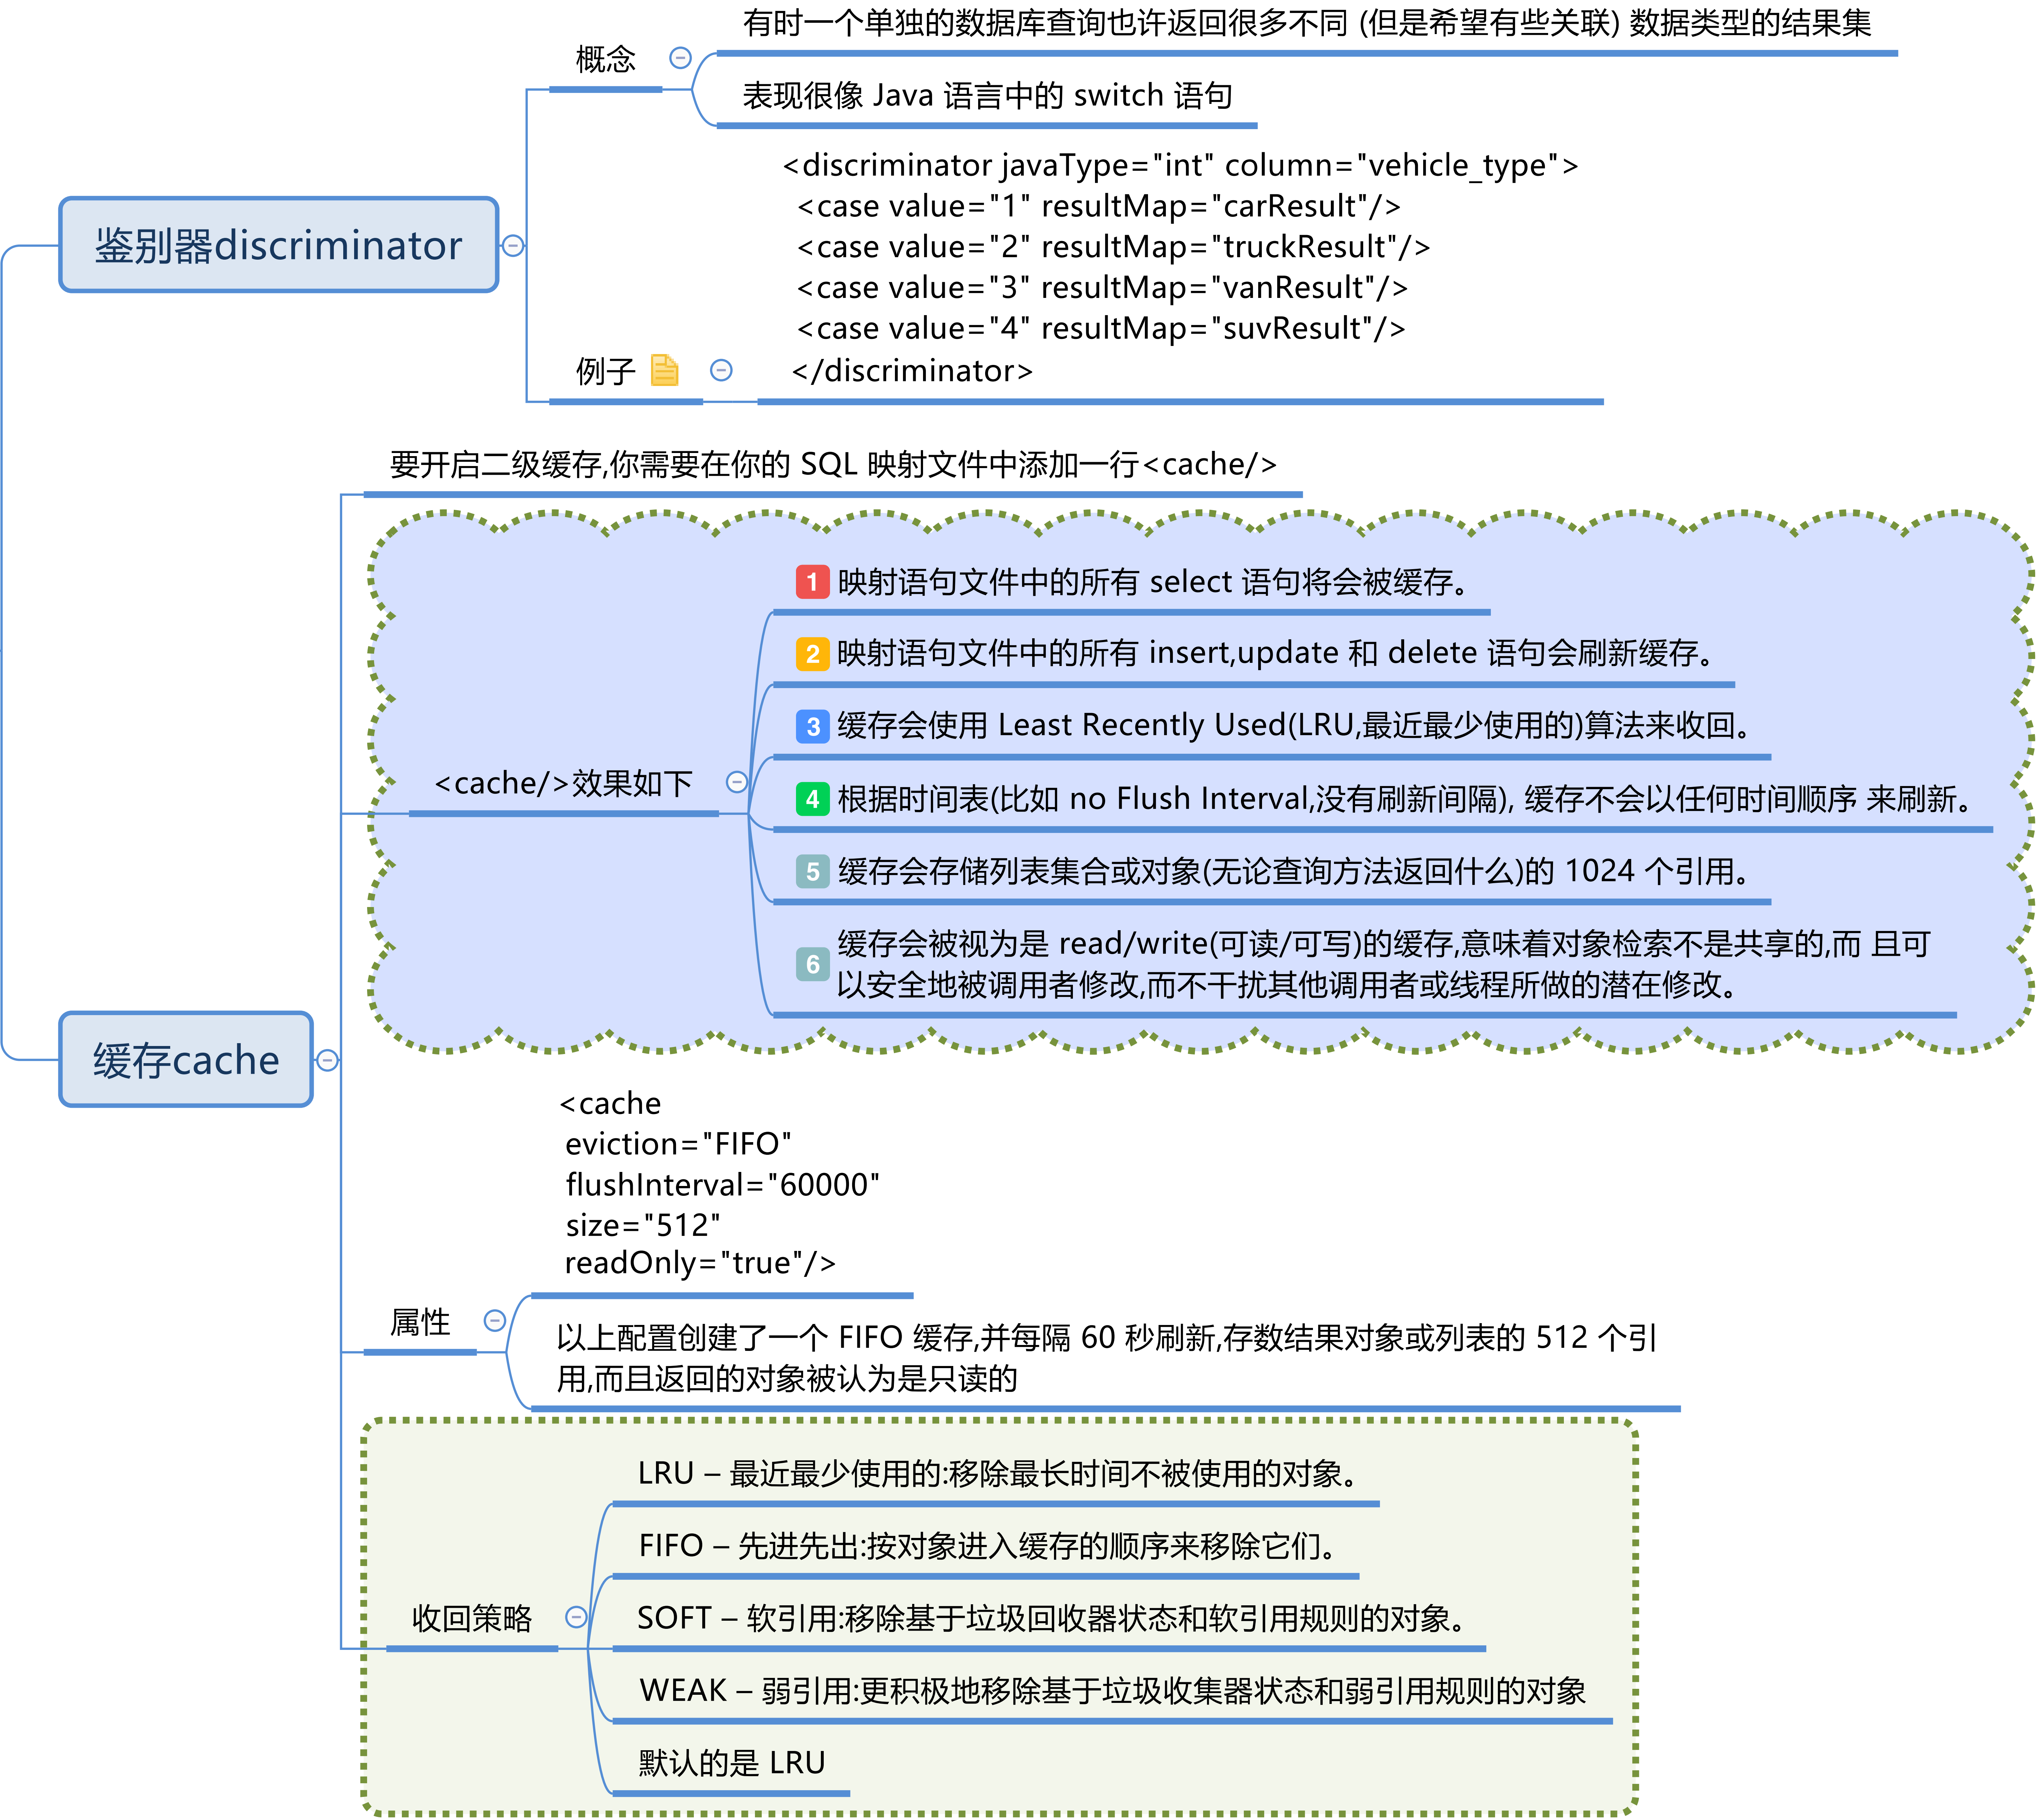 鉴别器discriminator
概念
有时一个单独的数据库查询也许返回很多不同 (但是希望有些关联) 数据类型的结果集
表现很像 Java 语言中的 switch 语句
例子
<discriminator javaType="int" column="vehicle_type">
<case value="1" resultMap="carResult"/>
<case value="2" resultMap="truckResult"/>
<case value="3" resultMap="vanResult"/>
<case value="4" resultMap="suvResult"/>
</discriminator>
缓存cache
要开启二级缓存,你需要在你的 SQL 映射文件中添加一行<cache/>
<cache/>效果如下
1 映射语句文件中的所有 select 语句将会被缓存。
2 映射语句文件中的所有 insert,update 和 delete 语句会刷新缓存。
3 缓存会使用 Least Recently Used(LRU,最近最少使用的)算法来收回。
4 根据时间表(比如 no Flush Interval,没有刷新间隔), 缓存不会以任何时间顺序 来刷新。
5 缓存会存储列表集合或对象(无论查询方法返回什么)的 1024 个引用。
6 缓存会被视为是 read/write(可读/可写)的缓存,意味着对象检索不是共享的,而 且可
以安全地被调用者修改,而不干扰其他调用者或线程所做的潜在修改。
属性
<cache
eviction="FIFO"
flushInterval="60000"
size="512"
readOnly="true"/>
以上配置创建了一个 FIFO 缓存,并每隔 60 秒刷新,存数结果对象或列表的 512 个引
用,而且返回的对象被认为是只读的
收回策略
LRU – 最近最少使用的:移除最长时间不被使用的对象。
FIFO – 先进先出:按对象进入缓存的顺序来移除它们。
SOFT – 软引用:移除基于垃圾回收器状态和软引用规则的对象。
WEAK – 弱引用:更积极地移除基于垃圾收集器状态和弱引用规则的对象
默认的是 LRU